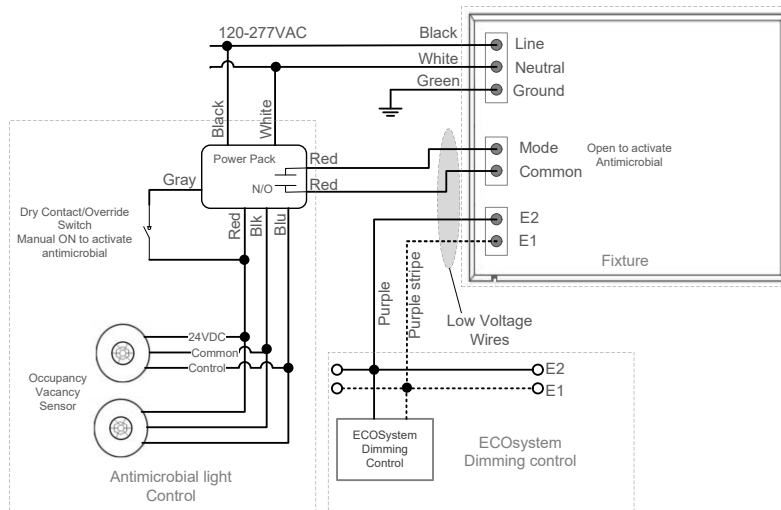 120-277VAC
Black
White
Green
Line
Neutral
Ground
Black
White
Power Pack
N/O
Red
Red
Mode
Common
Open to activate
Antimicrobial
Gray
Dry Contact/Override
Switch
Manual ON to activate
antimicrobial
Red
Blk
Blu
E2
E1
Fixture
Purple
Purple stripe
Low Voltage
Wires
24VDC
Common
Control
Occupancy
Vacancy
Sensor
E2
E1
ECOSystem
Dimming
Control
ECOsystem
Dimming control
Antimicrobial light
Control